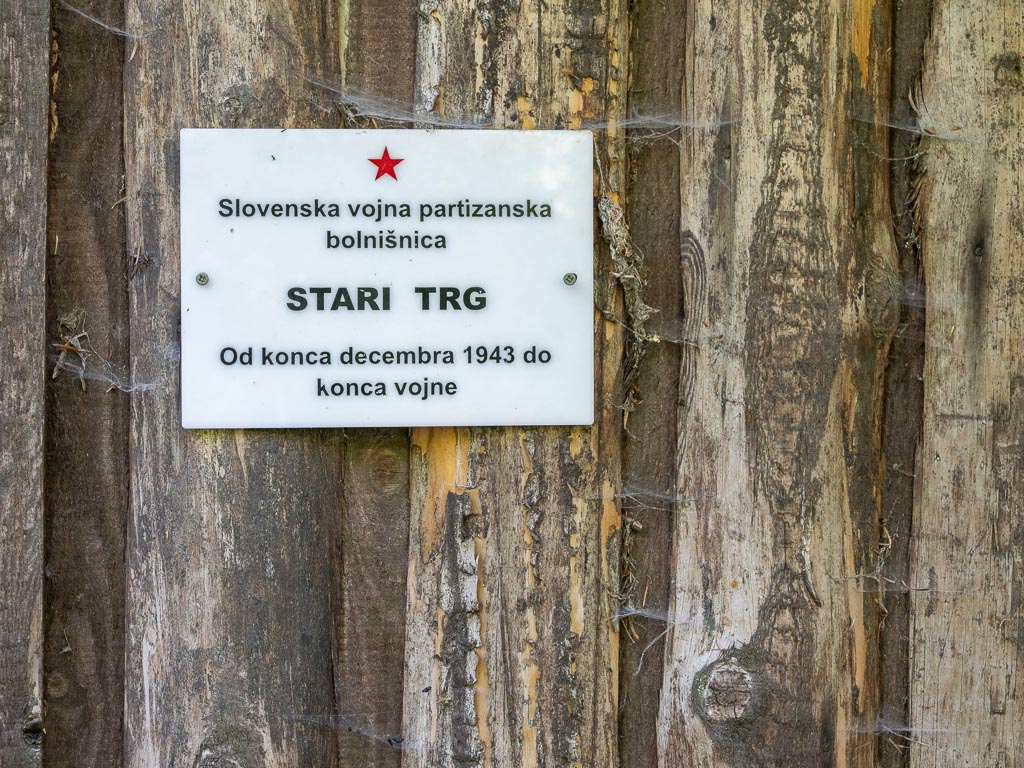 Slovenska vojna partizanska
bolnišnica
STARI TRG
Od konca decembra 1943 do
konca vojne